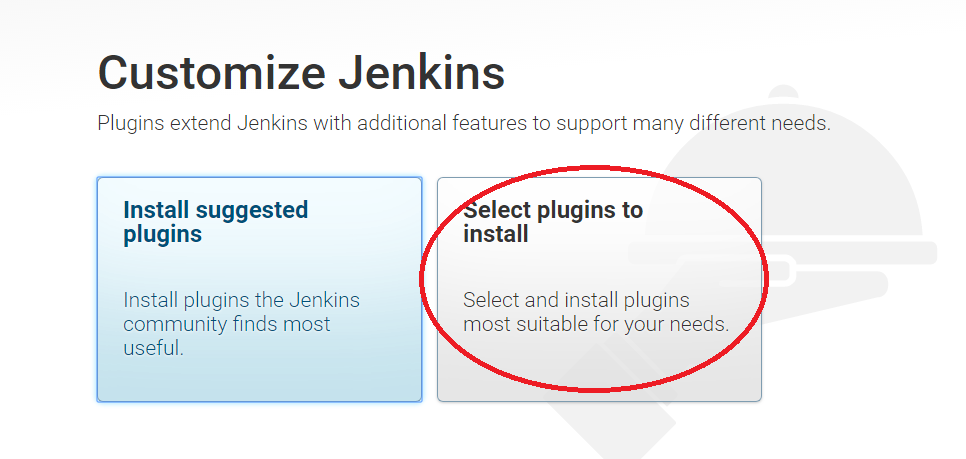 Customize Jenkins
Plugins extend Jenkins with additional features to support many different needs.
Install suggested
plugins
Install plugins the Jenkins
community finds most
useful.
Select plugins to
install
Select and install plugins
most suitable for your needs.